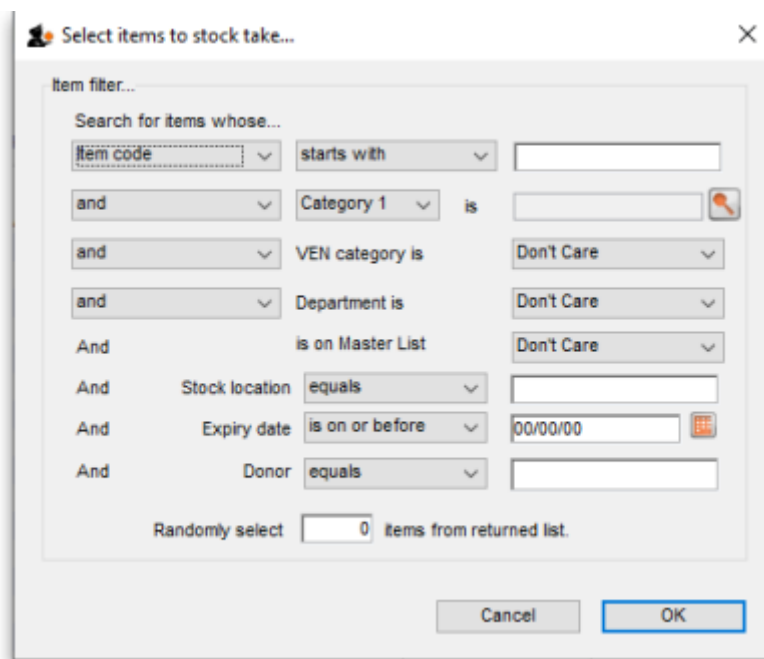 Select items to stock take...
Item filter...
Search for items whose...
Item code starts with
and Category 1 is
and VEN category is Don't Care
and Department is Don't Care
And is on Master List Don't Care
And Stock location equals
And Expiry date is on or before 00/00/00
And Donor equals
Randomly select 0 items from returned list.
Cancel OK